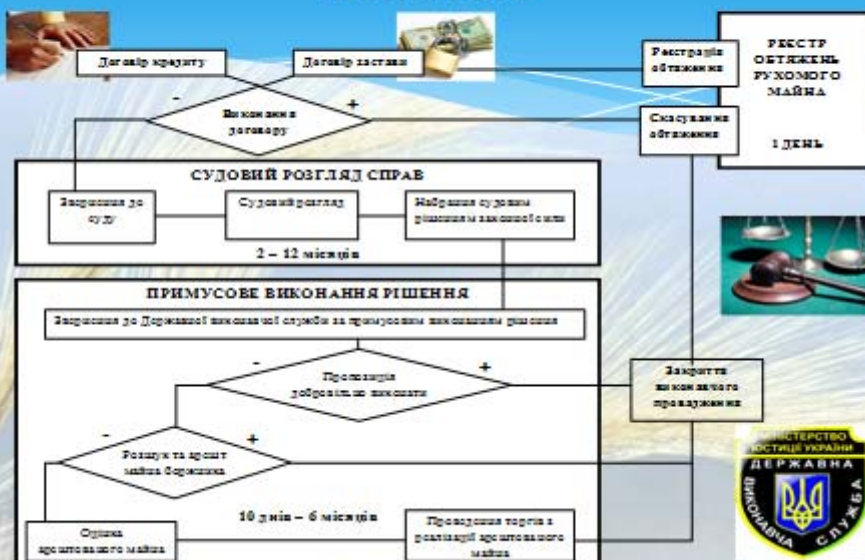 Договір кредиту
Договір застави
Реєстрація
обтяження
РЕЄСТР
ОБТЯЖЕНЬ
РУХОМОГО
МАЙНА
1 ДЕНЬ
-
+
Виконання
договору
Скасування
обтяження
СУДОВИЙ РОЗГЛЯД СПРАВ
Звернення до
суду
Судовий розгляд
Набрання судовим
рішенням законної сили
2 – 12 місяців
ПРИМУСОВЕ ВИКОНАННЯ РІШЕННЯ
Звернення до Державної виконавчої служби за примусовим виконанням рішення
-
+
Пропозиція
добровільно виконати
Закриття
виконавчого
провадження
-
+
Розшук та арешт
майна боржника
10 днів – 6 місяців
Оцінка
арештованого майна
Проведення торгів з
реалізації арештованого
майна
МІНІСТЕРСТВО
ЮСТИЦІЇ УКРАЇНИ
ДЕРЖАВНА
ВИКОНАВЧА СЛУЖБА